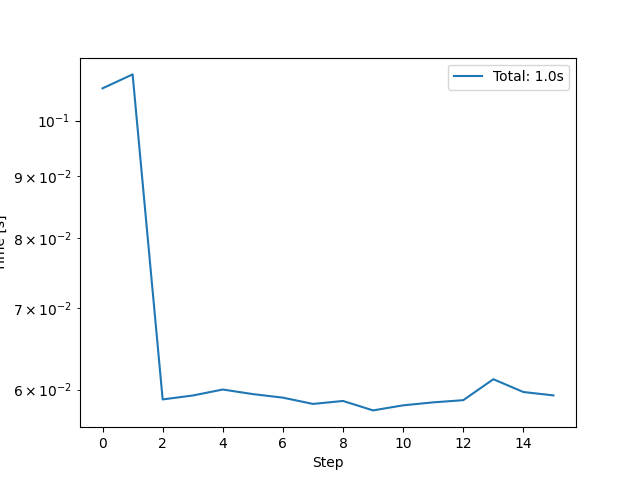 Total: 1.0s
10⁻¹
9 × 10⁻²
8 × 10⁻²
7 × 10⁻²
6 × 10⁻²
[s]
0 2 4 6 8 10 12 14
Step